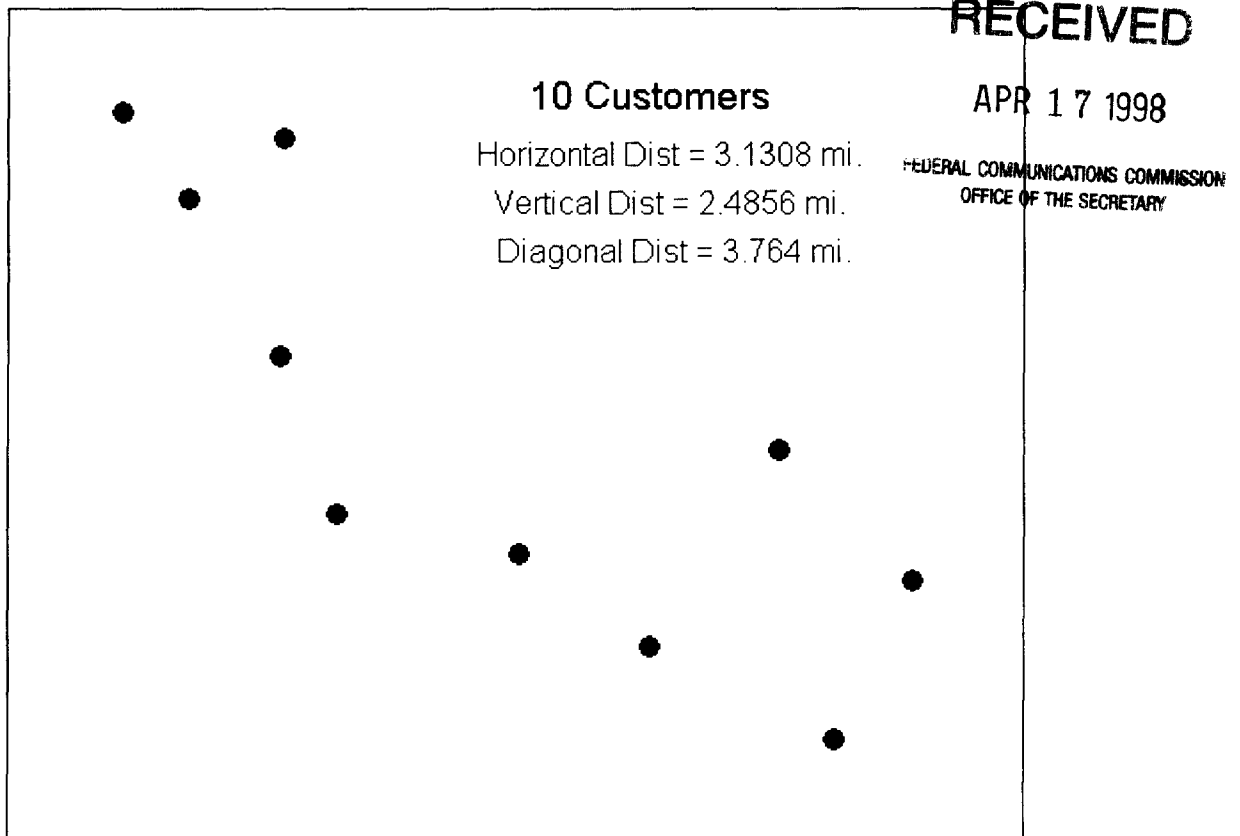 RECEIVED
APR 17 1998
FEDERAL COMMUNICATIONS COMMISSION
OFFICE OF THE SECRETARY
10 Customers
Horizontal Dist = 3.1308 mi.
Vertical Dist = 2.4856 mi.
Diagonal Dist = 3.764 mi.